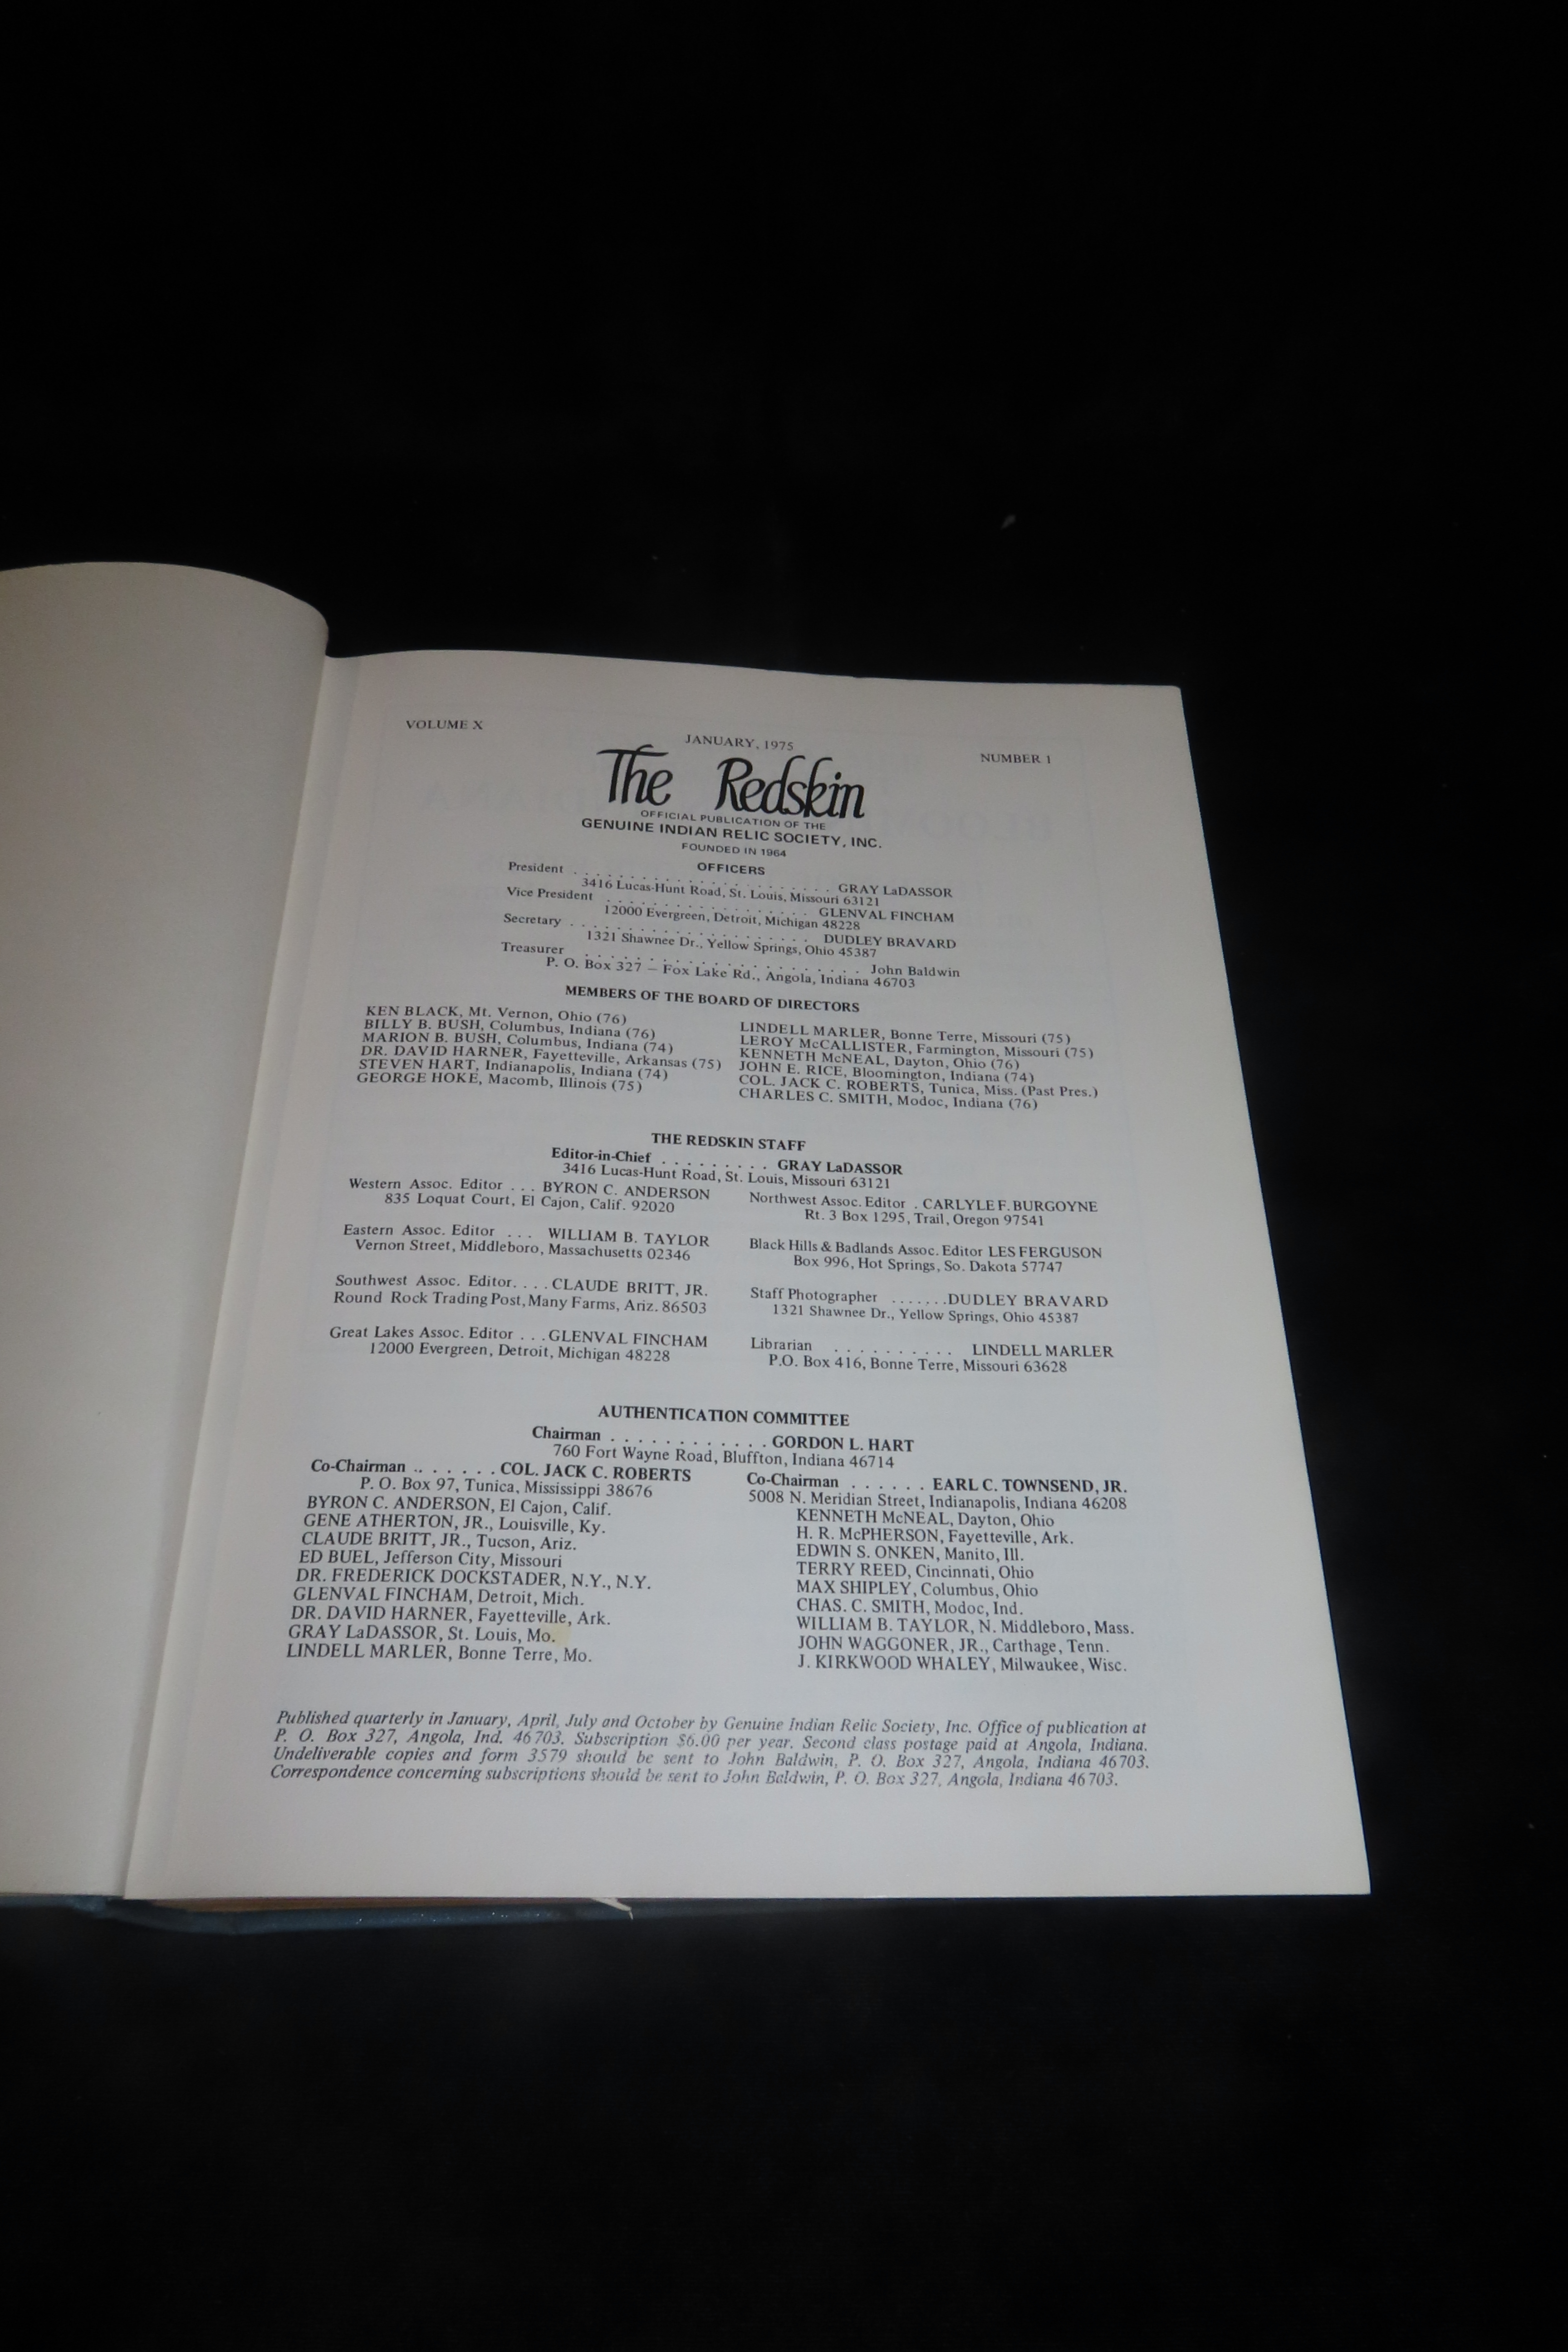 VOLUME X
JANUARY, 1975
NUMBER 1
The Redskin
OFFICIAL PUBLICATION OF THE
GENUINE INDIAN RELIC SOCIETY, INC.
FOUNDED IN 1964
OFFICERS
President . . . . . . . . . . . . . . . . . . . . GRAY LaDASSOR
3416 Lucas-Hunt Road, St. Louis, Missouri 63121
Vice President . . . . . . . . . . . . . . . . GLENVAL FINCHAM
12000 Evergreen, Detroit, Michigan 48228
Secretary . . . . . . . . . . . . . . . . . . . DUDLEY BRAVARD
1321 Shawnee Dr., Yellow Springs, Ohio 45387
Treasurer . . . . . . . . . . . . . . . . . . . . . John Baldwin
P. O. Box 327 – Fox Lake Rd., Angola, Indiana 46703
MEMBERS OF THE BOARD OF DIRECTORS
KEN BLACK, Mt. Vernon, Ohio (76)
BILLY B. BUSH, Columbus, Indiana (76)
MARION B. BUSH, Columbus, Indiana (74)
DR. DAVID HARNER, Fayetteville, Arkansas (75)
STEVEN HART, Indianapolis, Indiana (74)
GEORGE HOKE, Macomb, Illinois (75)
LINDELL MARLER, Bonne Terre, Missouri (75)
LEROY McCALLISTER, Farmington, Missouri (75)
KENNETH McNEAL, Dayton, Ohio (76)
JOHN E. RICE, Bloomington, Indiana (74)
COL. JACK C. ROBERTS, Tunica, Miss. (Past Pres.)
CHARLES C. SMITH, Modoc, Indiana (76)
THE REDSKIN STAFF
Editor-in-Chief . . . . . . . . . GRAY LaDASSOR
3416 Lucas-Hunt Road, St. Louis, Missouri 63121
Western Assoc. Editor . . . BYRON C. ANDERSON
835 Loquat Court, El Cajon, Calif. 92020
Eastern Assoc. Editor . . . WILLIAM B. TAYLOR
Vernon Street, Middleboro, Massachusetts 02346
Southwest Assoc. Editor. . . . CLAUDE BRITT, JR.
Round Rock Trading Post, Many Farms, Ariz. 86503
Great Lakes Assoc. Editor . . . GLENVAL FINCHAM
12000 Evergreen, Detroit, Michigan 48228
Northwest Assoc. Editor . CARLYLE F. BURGOYNE
Rt. 3 Box 1295, Trail, Oregon 97541
Black Hills & Badlands Assoc. Editor LES FERGUSON
Box 996, Hot Springs, So. Dakota 57747
Staff Photographer . . . . . . . DUDLEY BRAVARD
1321 Shawnee Dr., Yellow Springs, Ohio 45387
Librarian . . . . . . . . . . LINDELL MARLER
P.O. Box 416, Bonne Terre, Missouri 63628
AUTHENTICATION COMMITTEE
Chairman . . . . . . . . . . . . GORDON L. HART
760 Fort Wayne Road, Bluffton, Indiana 46714
Co-Chairman .. . . . . . COL. JACK C. ROBERTS
P. O. Box 97, Tunica, Mississippi 38676
BYRON C. ANDERSON, El Cajon, Calif.
GENE ATHERTON, JR., Louisville, Ky.
CLAUDE BRITT, JR., Tucson, Ariz.
ED BUEL, Jefferson City, Missouri
DR. FREDERICK DOCKSTADER, N.Y., N.Y.
GLENVAL FINCHAM, Detroit, Mich.
DR. DAVID HARNER, Fayetteville, Ark.
GRAY LaDASSOR, St. Louis, Mo.
LINDELL MARLER, Bonne Terre, Mo.
Co-Chairman . . . . . . EARL C. TOWNSEND, JR.
5008 N. Meridian Street, Indianapolis, Indiana 46208
KENNETH McNEAL, Dayton, Ohio
H. R. McPHERSON, Fayetteville, Ark.
EDWIN S. ONKEN, Manito, Ill.
TERRY REED, Cincinnati, Ohio
MAX SHIPLEY, Columbus, Ohio
CHAS. C. SMITH, Modoc, Ind.
WILLIAM B. TAYLOR, N. Middleboro, Mass.
JOHN WAGGONER, JR., Carthage, Tenn.
J. KIRKWOOD WHALEY, Milwaukee, Wisc.
Published quarterly in January, April, July and October by Genuine Indian Relic Society, Inc. Office of publication at
P. O. Box 327, Angola, Ind. 46703. Subscription $6.00 per year. Second class postage paid at Angola, Indiana.
Undeliverable copies and form 3579 should be sent to John Baldwin, P. O. Box 327, Angola, Indiana 46703.
Correspondence concerning subscriptions should be sent to John Baldwin, P. O. Box 327, Angola, Indiana 46703.